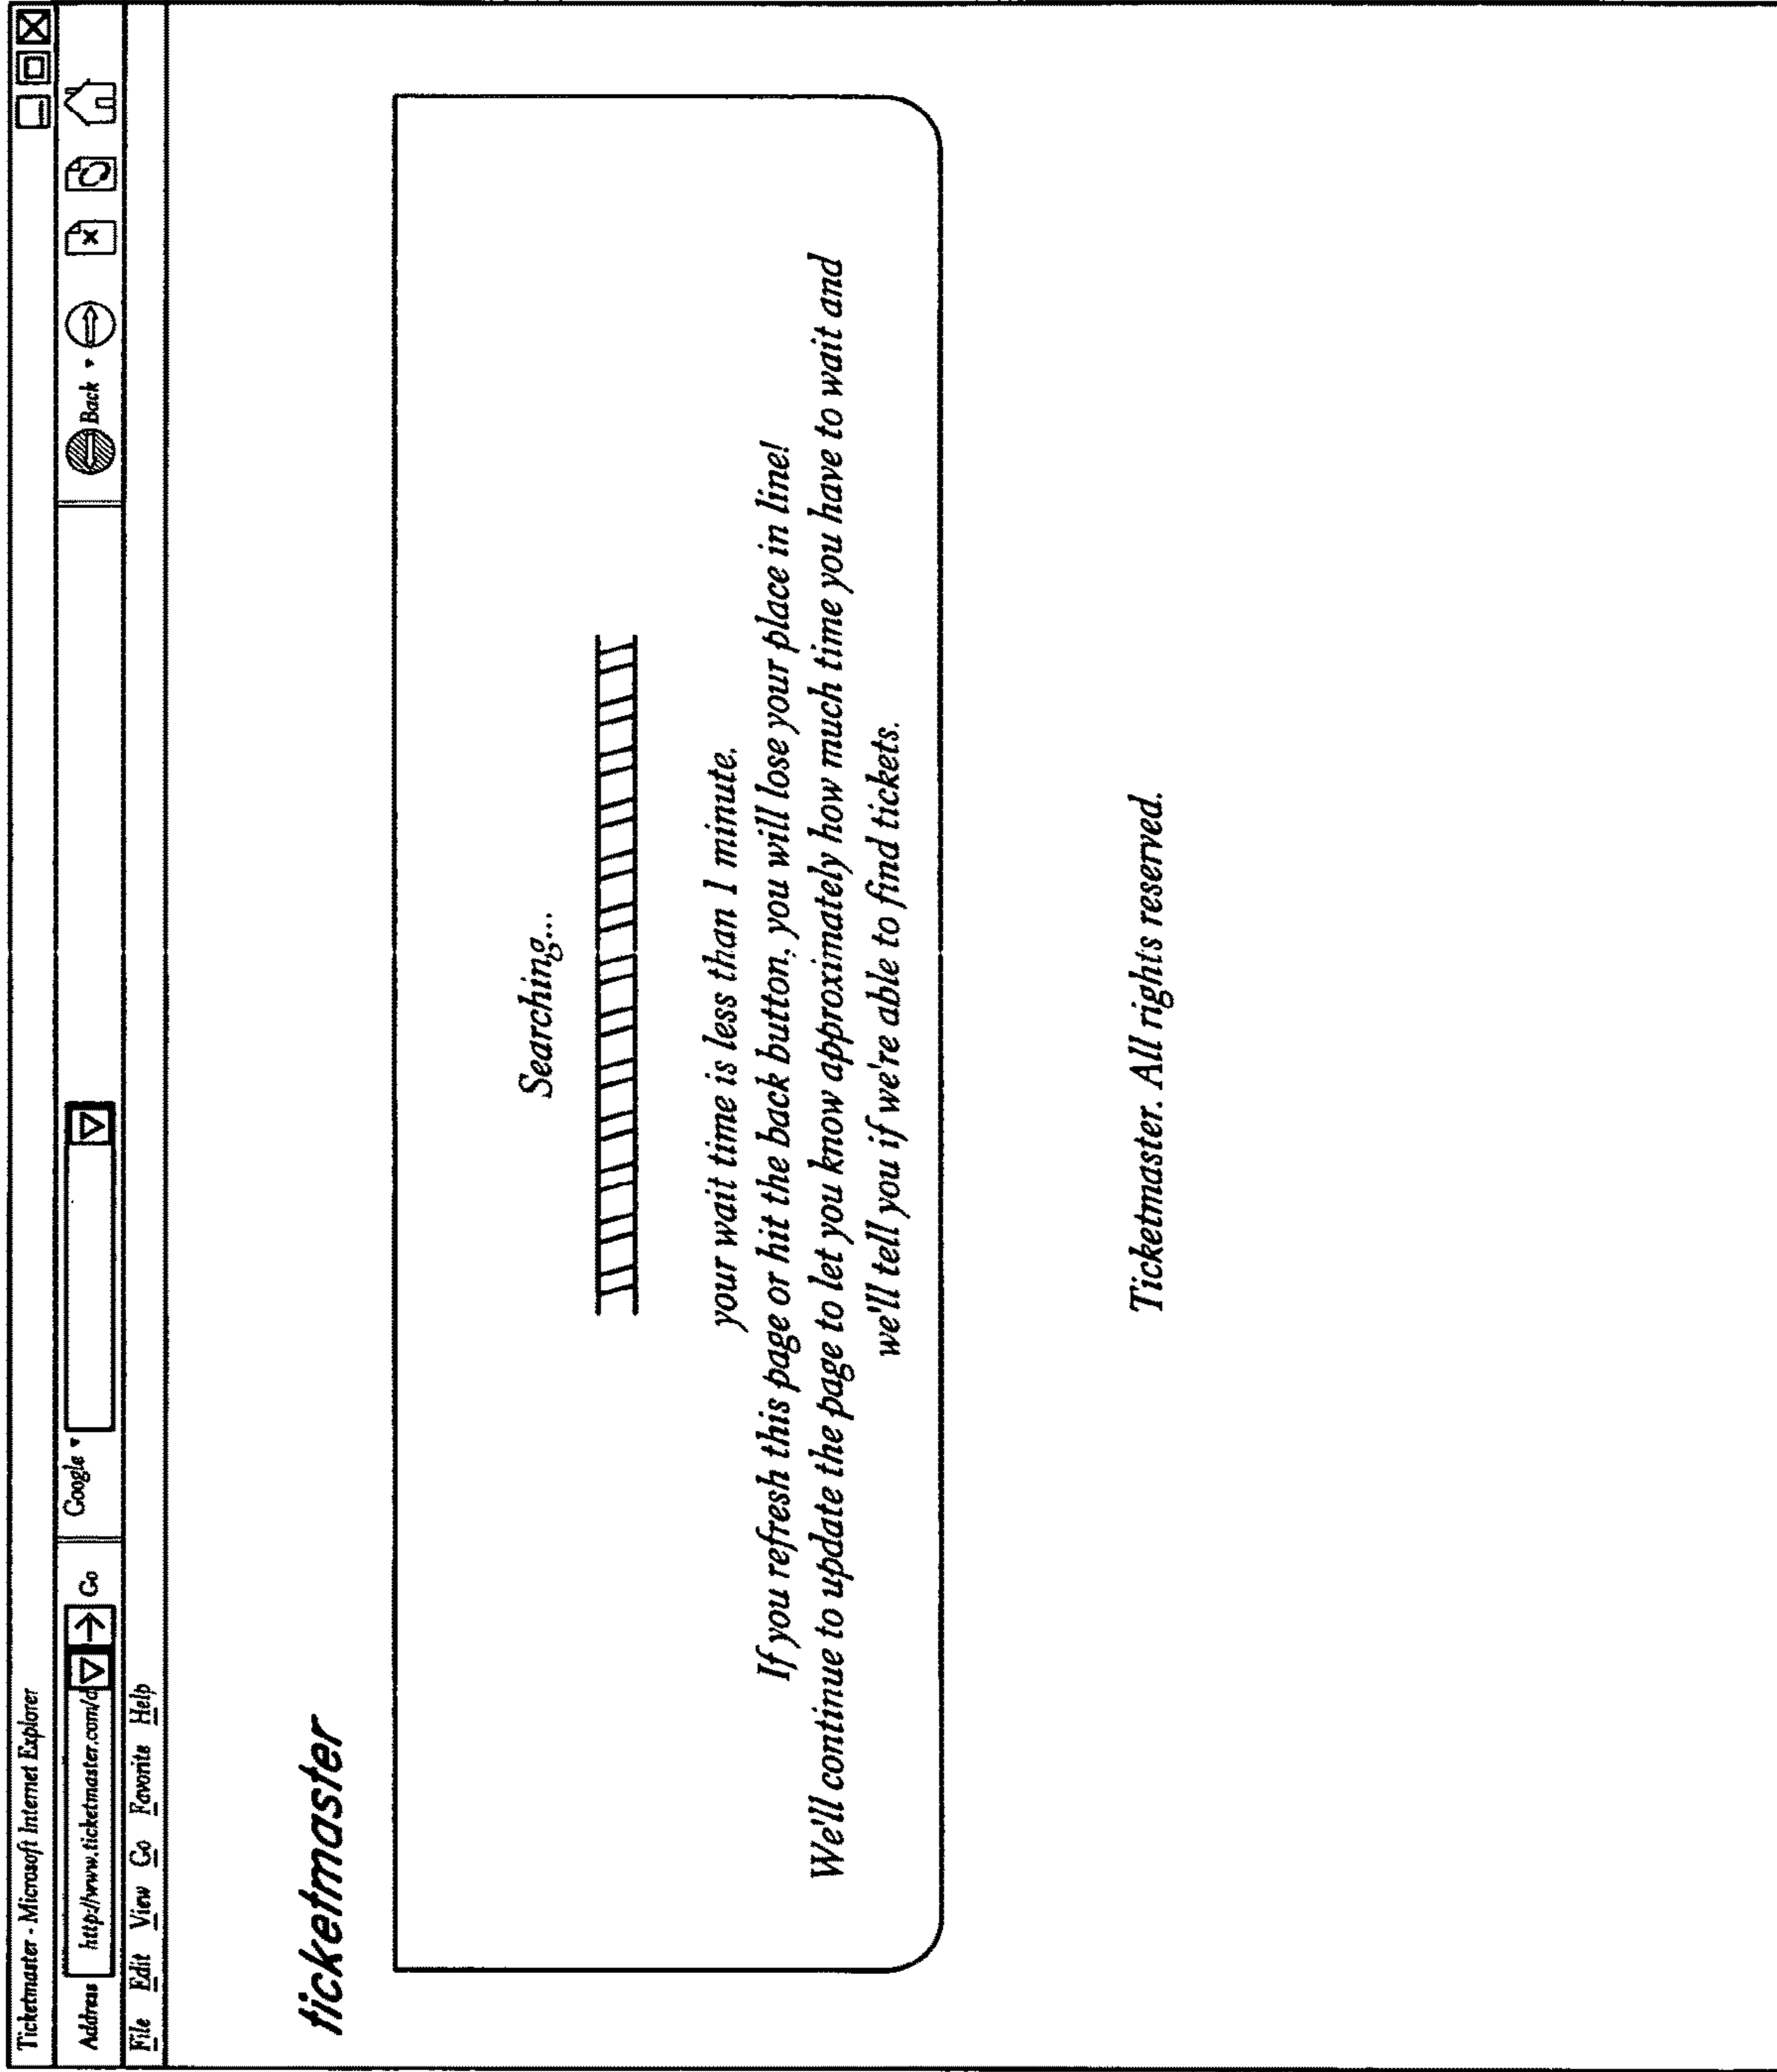 Ticketmaster - Microsoft Internet Explorer
Address http://www.ticketmaster.com/d Go Google Back
File Edit View Go Favorite Help
ticketmaster
Searching...
your wait time is less than 1 minute.
If you refresh this page or hit the back button, you will lose your place in line!
We'll continue to update the page to let you know approximately how much time you have to wait and
we'll tell you if we're able to find tickets.
Ticketmaster. All rights reserved.